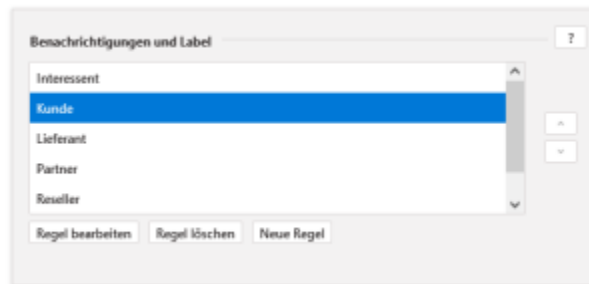 Benachrichtigungen und Label
?
Interessent
Kunde
Lieferant
Partner
Reseller
Regel bearbeiten Regel löschen Neue Regel